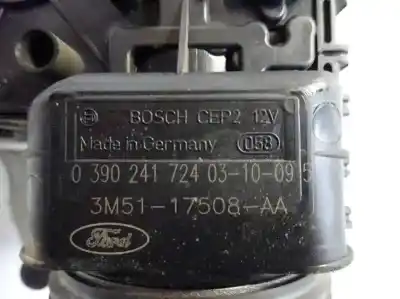 BOSCH CEP2 12V
Made in Germany 058
0 390 241 724 03-10-09 5
3M51-17508-AA
Ford